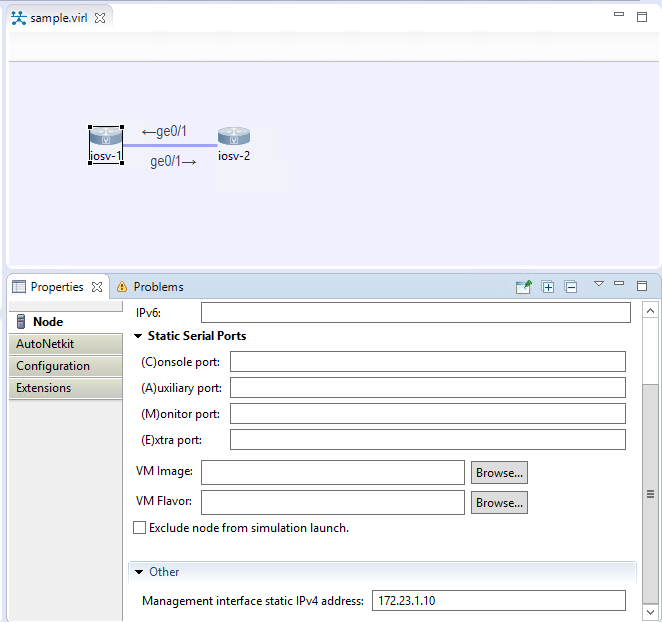 sample.virl
←ge0/1
iosv-1
iosv-2
ge0/1→
Properties
Problems
Node
AutoNetkit
Configuration
Extensions
IPv6:
Static Serial Ports
(C)onsole port:
(A)uxiliary port:
(M)onitor port:
(E)xtra port:
VM Image:
Browse...
VM Flavor:
Browse...
Exclude node from simulation launch.
Other
Management interface static IPv4 address: 172.23.1.10